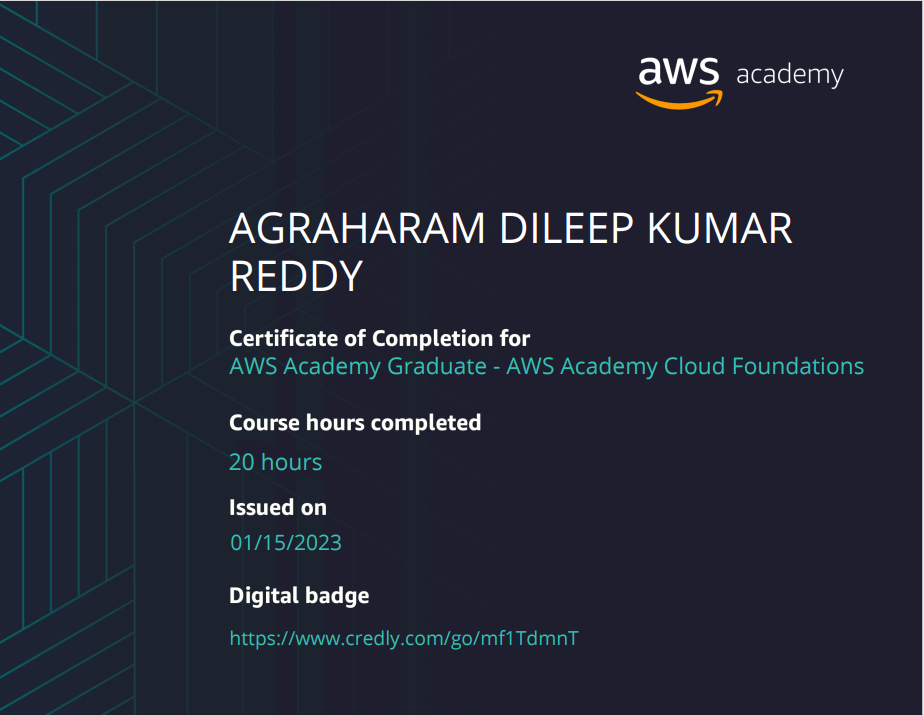 aws academy
AGRAHARAM DILEEP KUMAR
REDDY
Certificate of Completion for
AWS Academy Graduate - AWS Academy Cloud Foundations
Course hours completed
20 hours
Issued on
01/15/2023
Digital badge
https://www.credly.com/go/mf1TdmnT